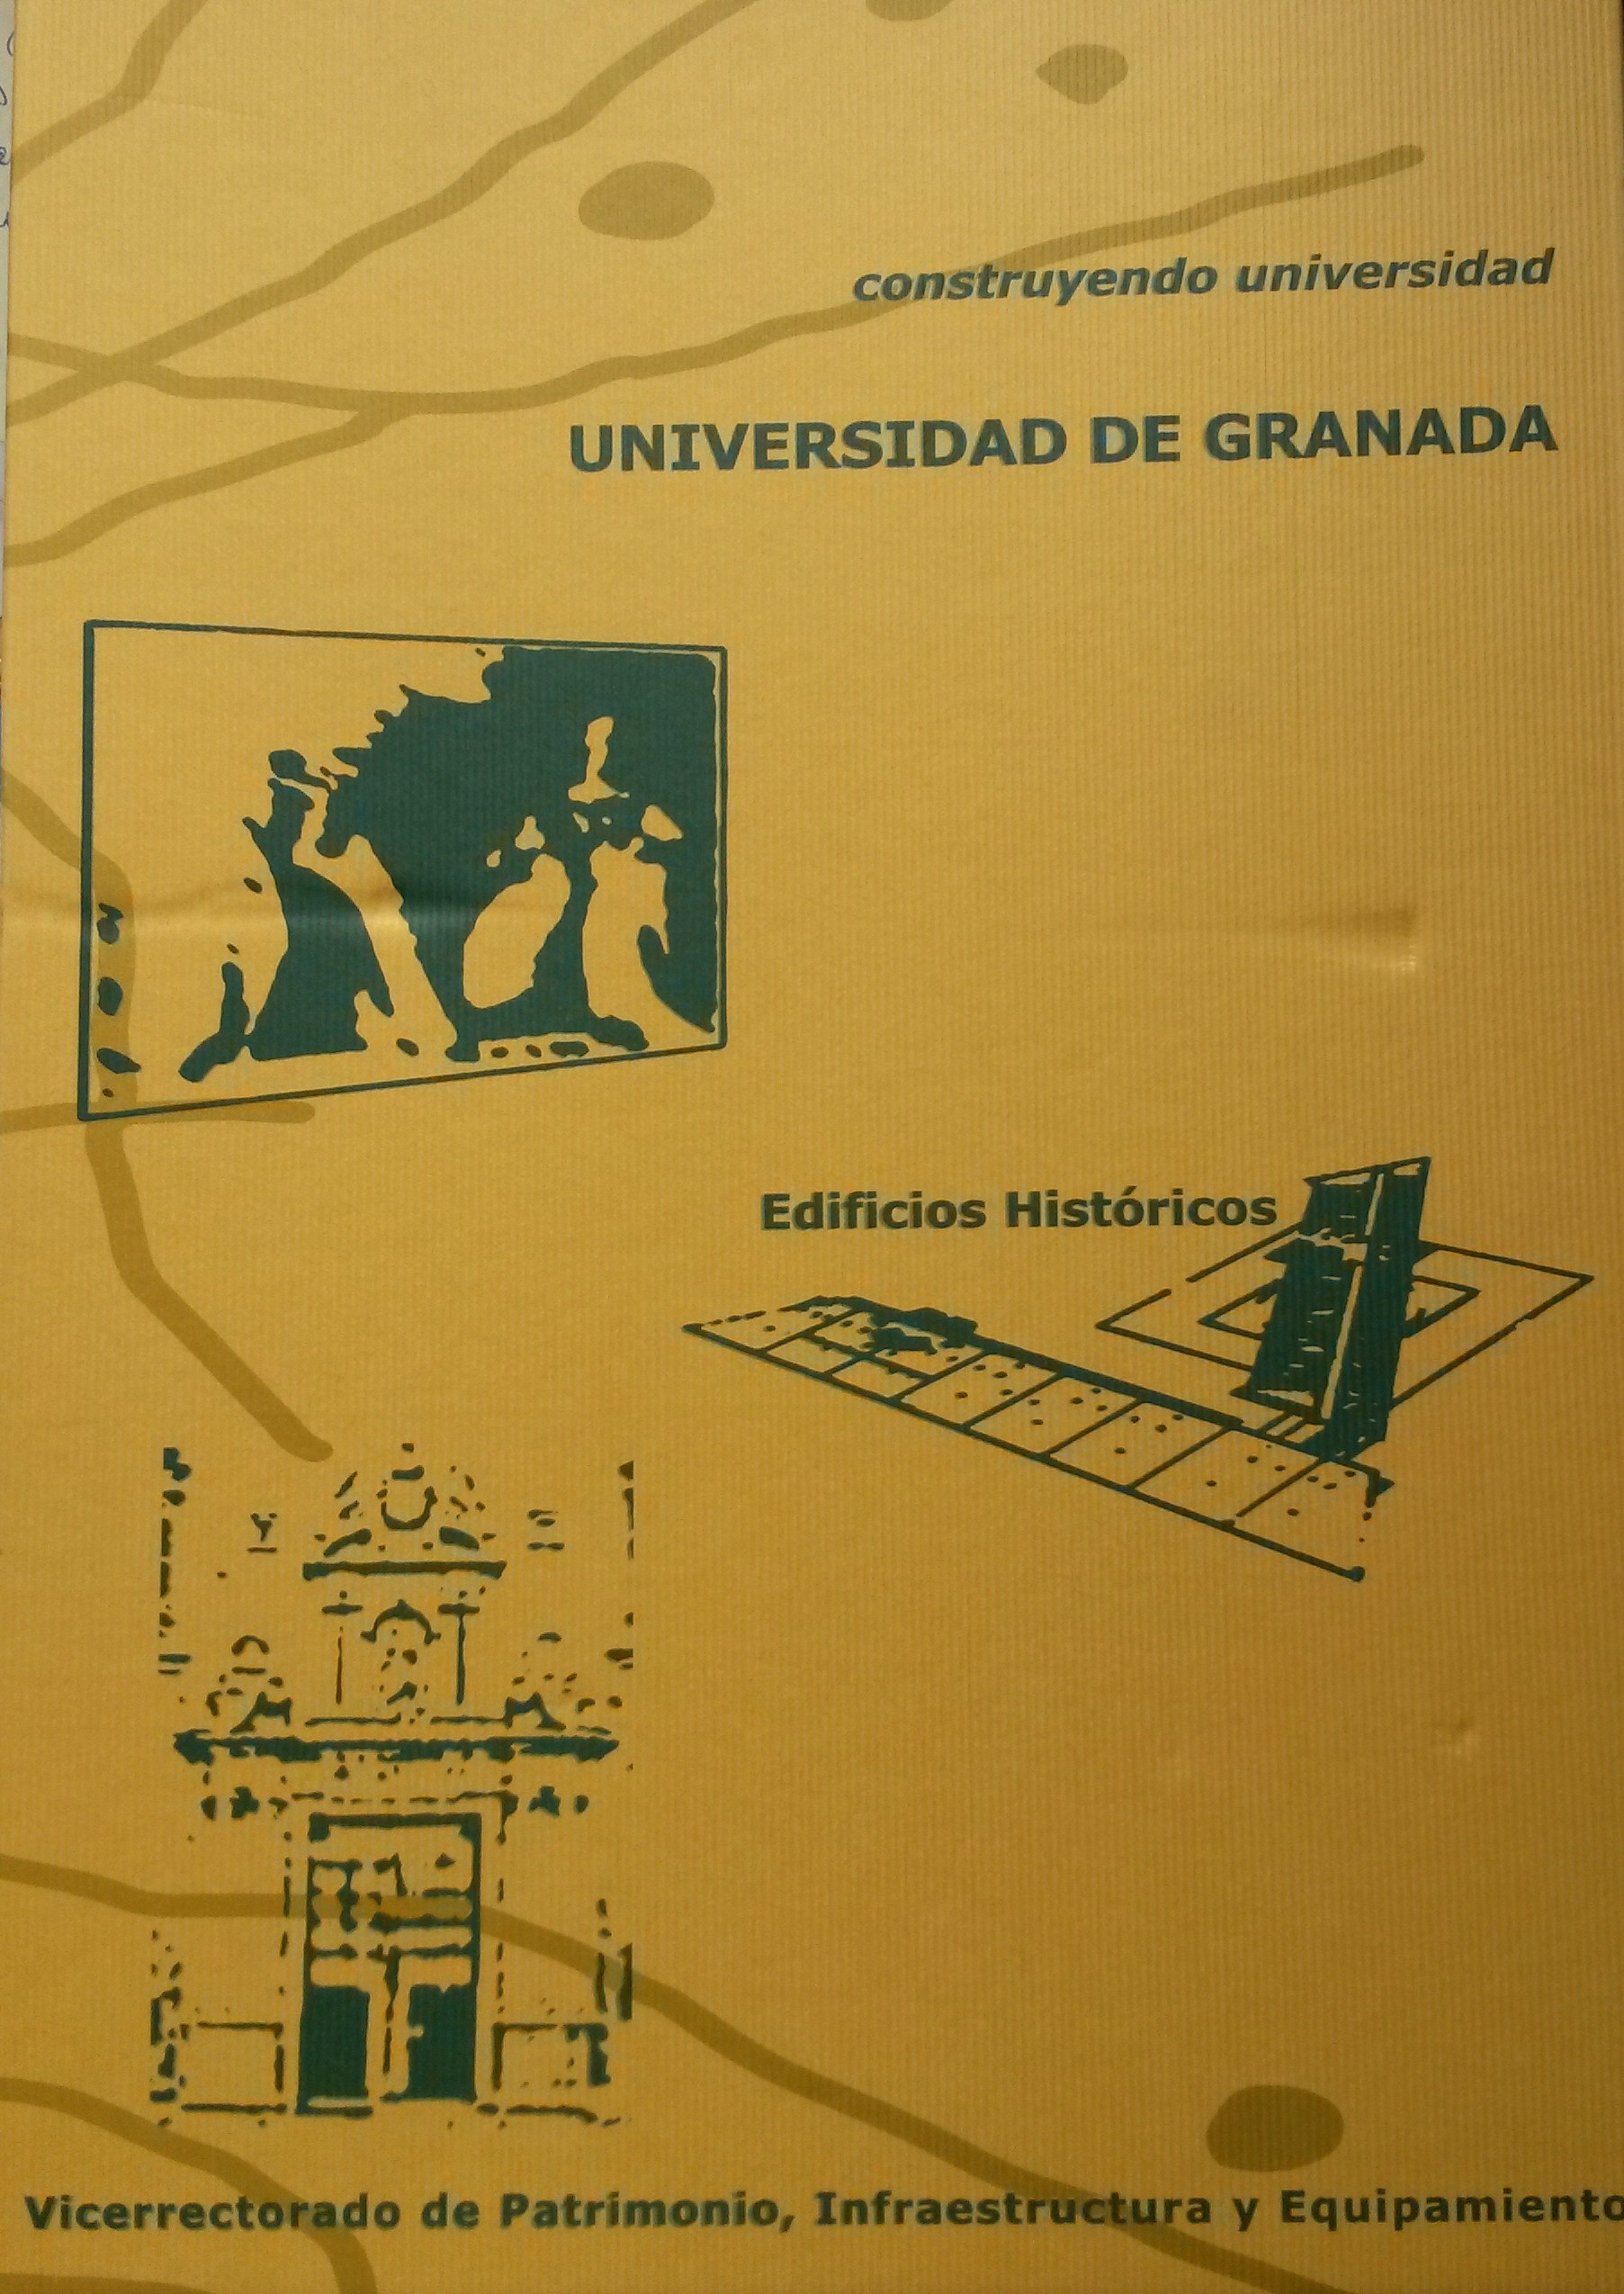 construyendo universidad
UNIVERSIDAD DE GRANADA
Edificios Históricos
Vicerrectorado de Patrimonio, Infraestructura y Equipamiento